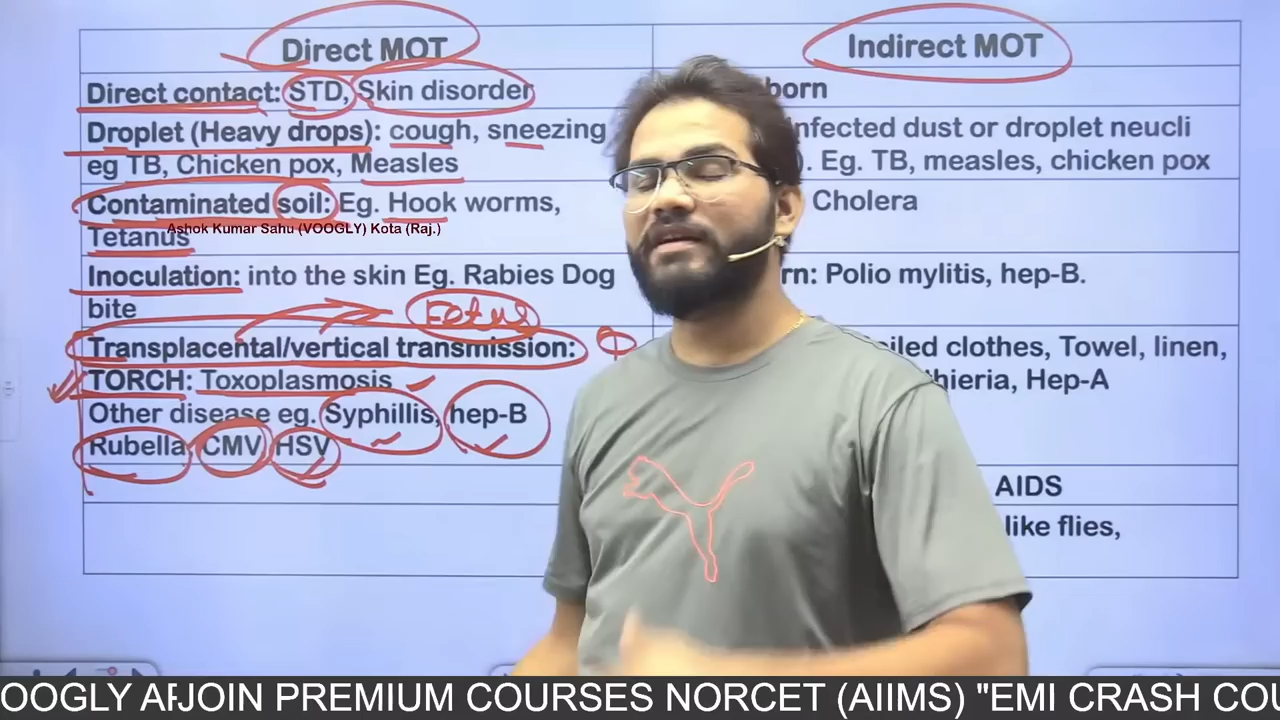 Direct MOT
Indirect MOT
Direct contact: STD, Skin disorder
born
Droplet (Heavy drops): cough, sneezing
eg TB, Chicken pox, Measles
nfected dust or droplet neucli
). Eg. TB, measles, chicken pox
Contaminated soil: Eg. Hook worms,
Tetanus
Cholera
Ashok Kumar Sahu (VOOGLY) Kota (Raj.)
Inoculation: into the skin Eg. Rabies Dog
bite
rn: Polio mylitis, hep-B.
Fetus
Transplacental/vertical transmission:
TORCH: Toxoplasmosis
Other disease eg. Syphillis, hep-B
Rubella, CMV, HSV
iled clothes, Towel, linen,
thieria, Hep-A
AIDS
like flies,
OOGLY AF JOIN PREMIUM COURSES NORCET (AIIMS) "EMI CRASH COU